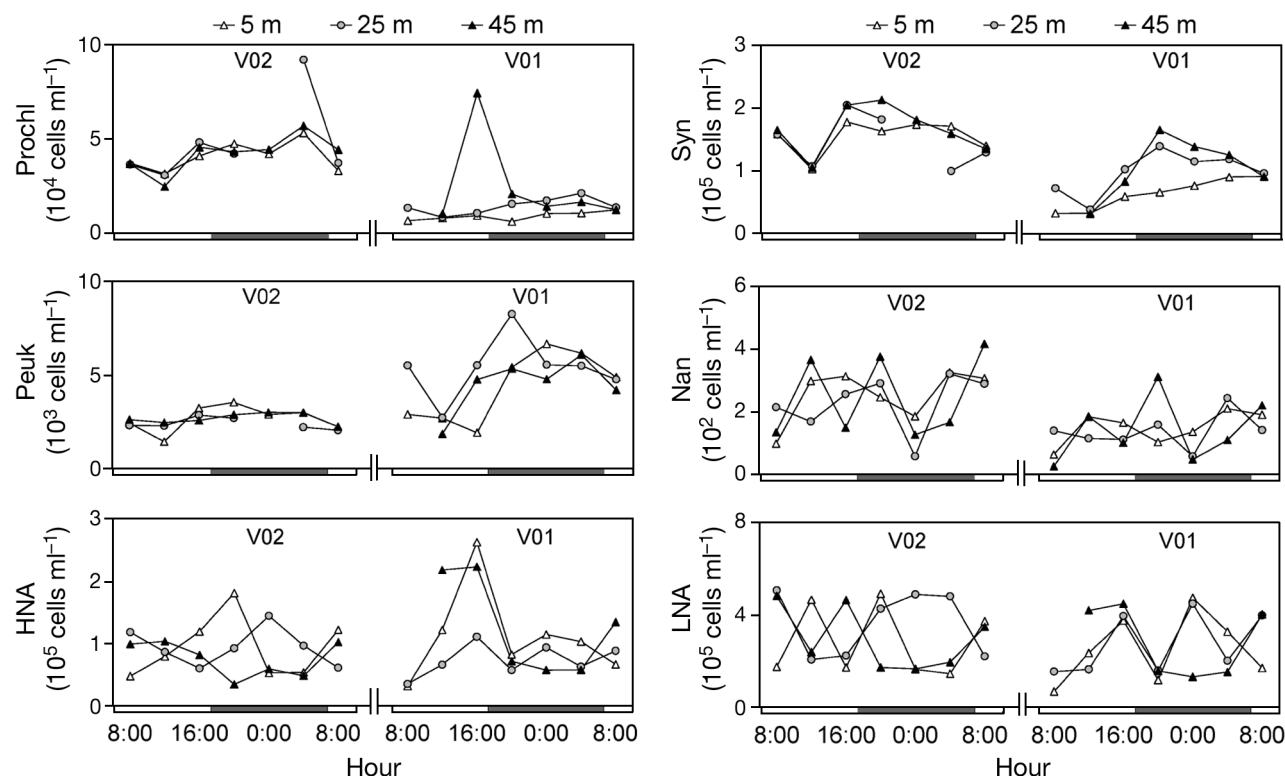 5 m 25 m 45 m
5 m 25 m 45 m
Prochl
(10⁴ cells ml⁻¹)
10
5
0
V02 V01
Syn
(10⁵ cells ml⁻¹)
3
2
1
0
V02 V01
Peuk
(10³ cells ml⁻¹)
10
5
0
V02 V01
Nan
(10² cells ml⁻¹)
6
4
2
0
V02 V01
HNA
(10⁵ cells ml⁻¹)
3
2
1
0
V02 V01
8:00 16:00 0:00 8:00 16:00 0:00 8:00
Hour
LNA
(10⁵ cells ml⁻¹)
8
4
0
V02 V01
8:00 16:00 0:00 8:00 16:00 0:00 8:00
Hour